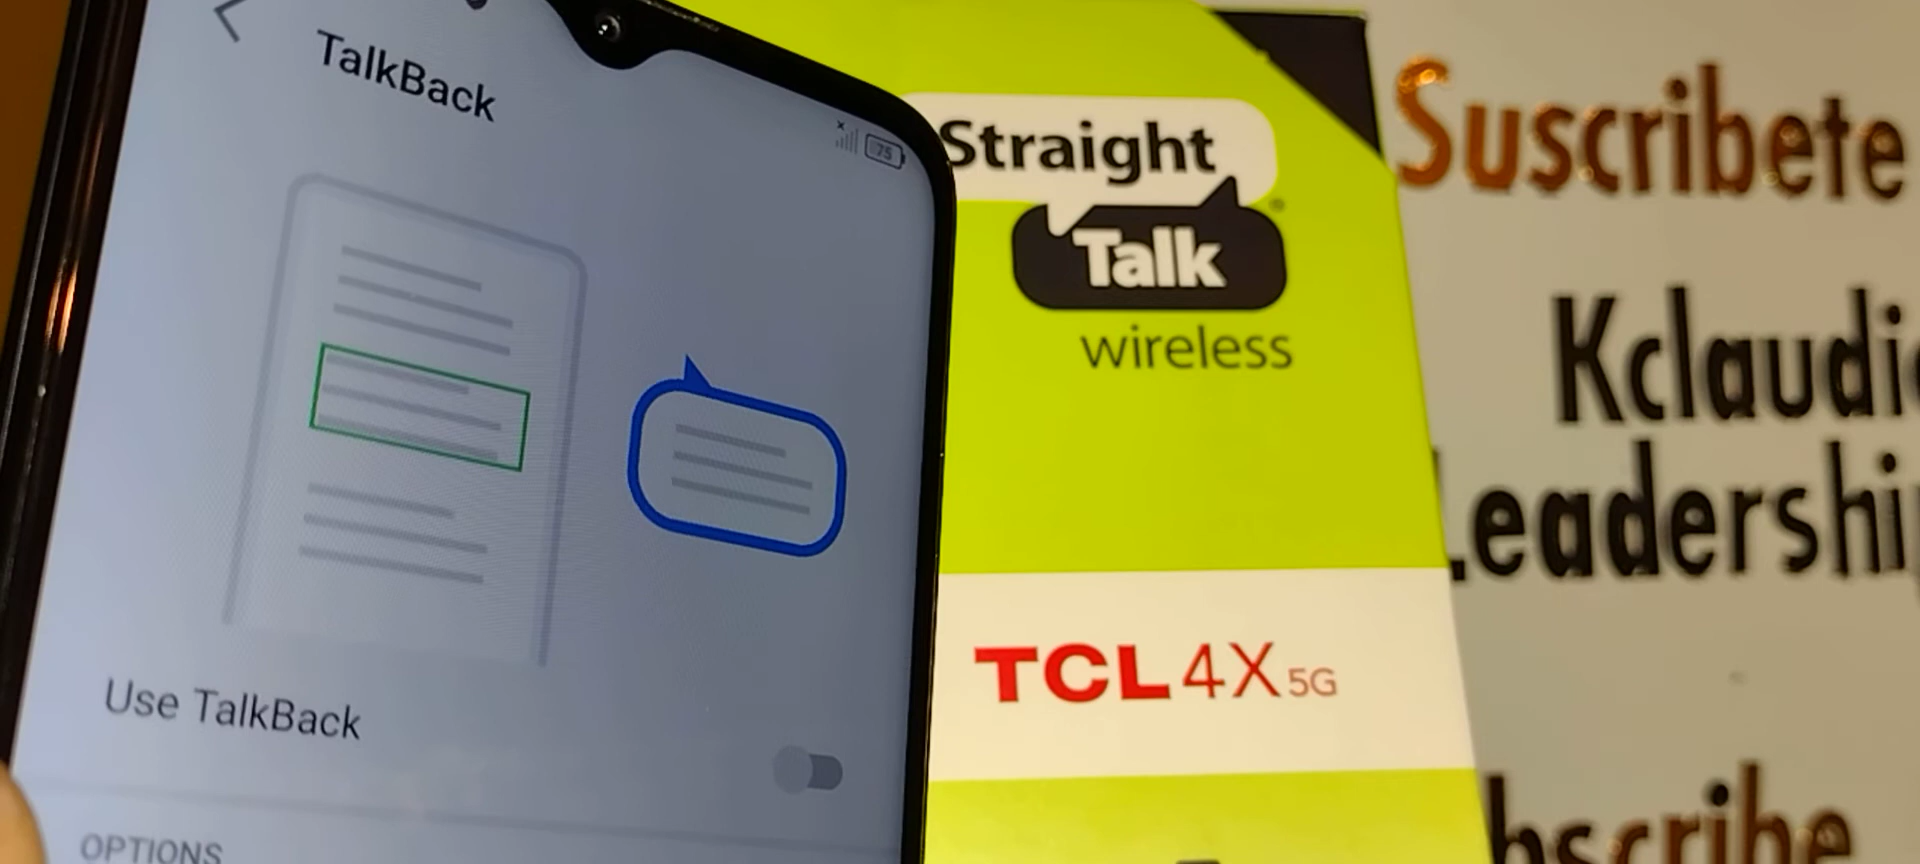 TalkBack
75
Use TalkBack
OPTIONS
Straight
Talk
wireless
TCL 4X 5G
Suscribete
Kclaudi
Leadershi
bscribe